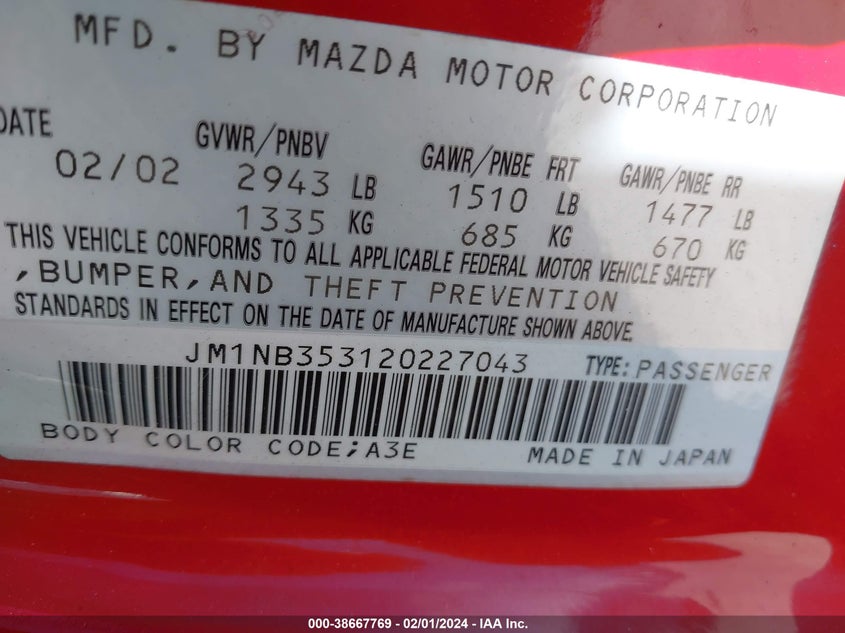 MFD. BY MAZDA MOTOR CORPORATION
DATE GVWR/PNBV GAWR/PNBE FRT GAWR/PNBE RR
02/02 2943 LB 1510 LB 1477 LB
1335 KG 685 KG 670 KG
THIS VEHICLE CONFORMS TO ALL APPLICABLE FEDERAL MOTOR VEHICLE SAFETY
,BUMPER,AND THEFT PREVENTION
STANDARDS IN EFFECT ON THE DATE OF MANUFACTURE SHOWN ABOVE.
JM1NB353120227043 TYPE:PASSENGER
BODY COLOR CODE;A3E MADE IN JAPAN
000-38667769 - 02/01/2024 - IAA Inc.